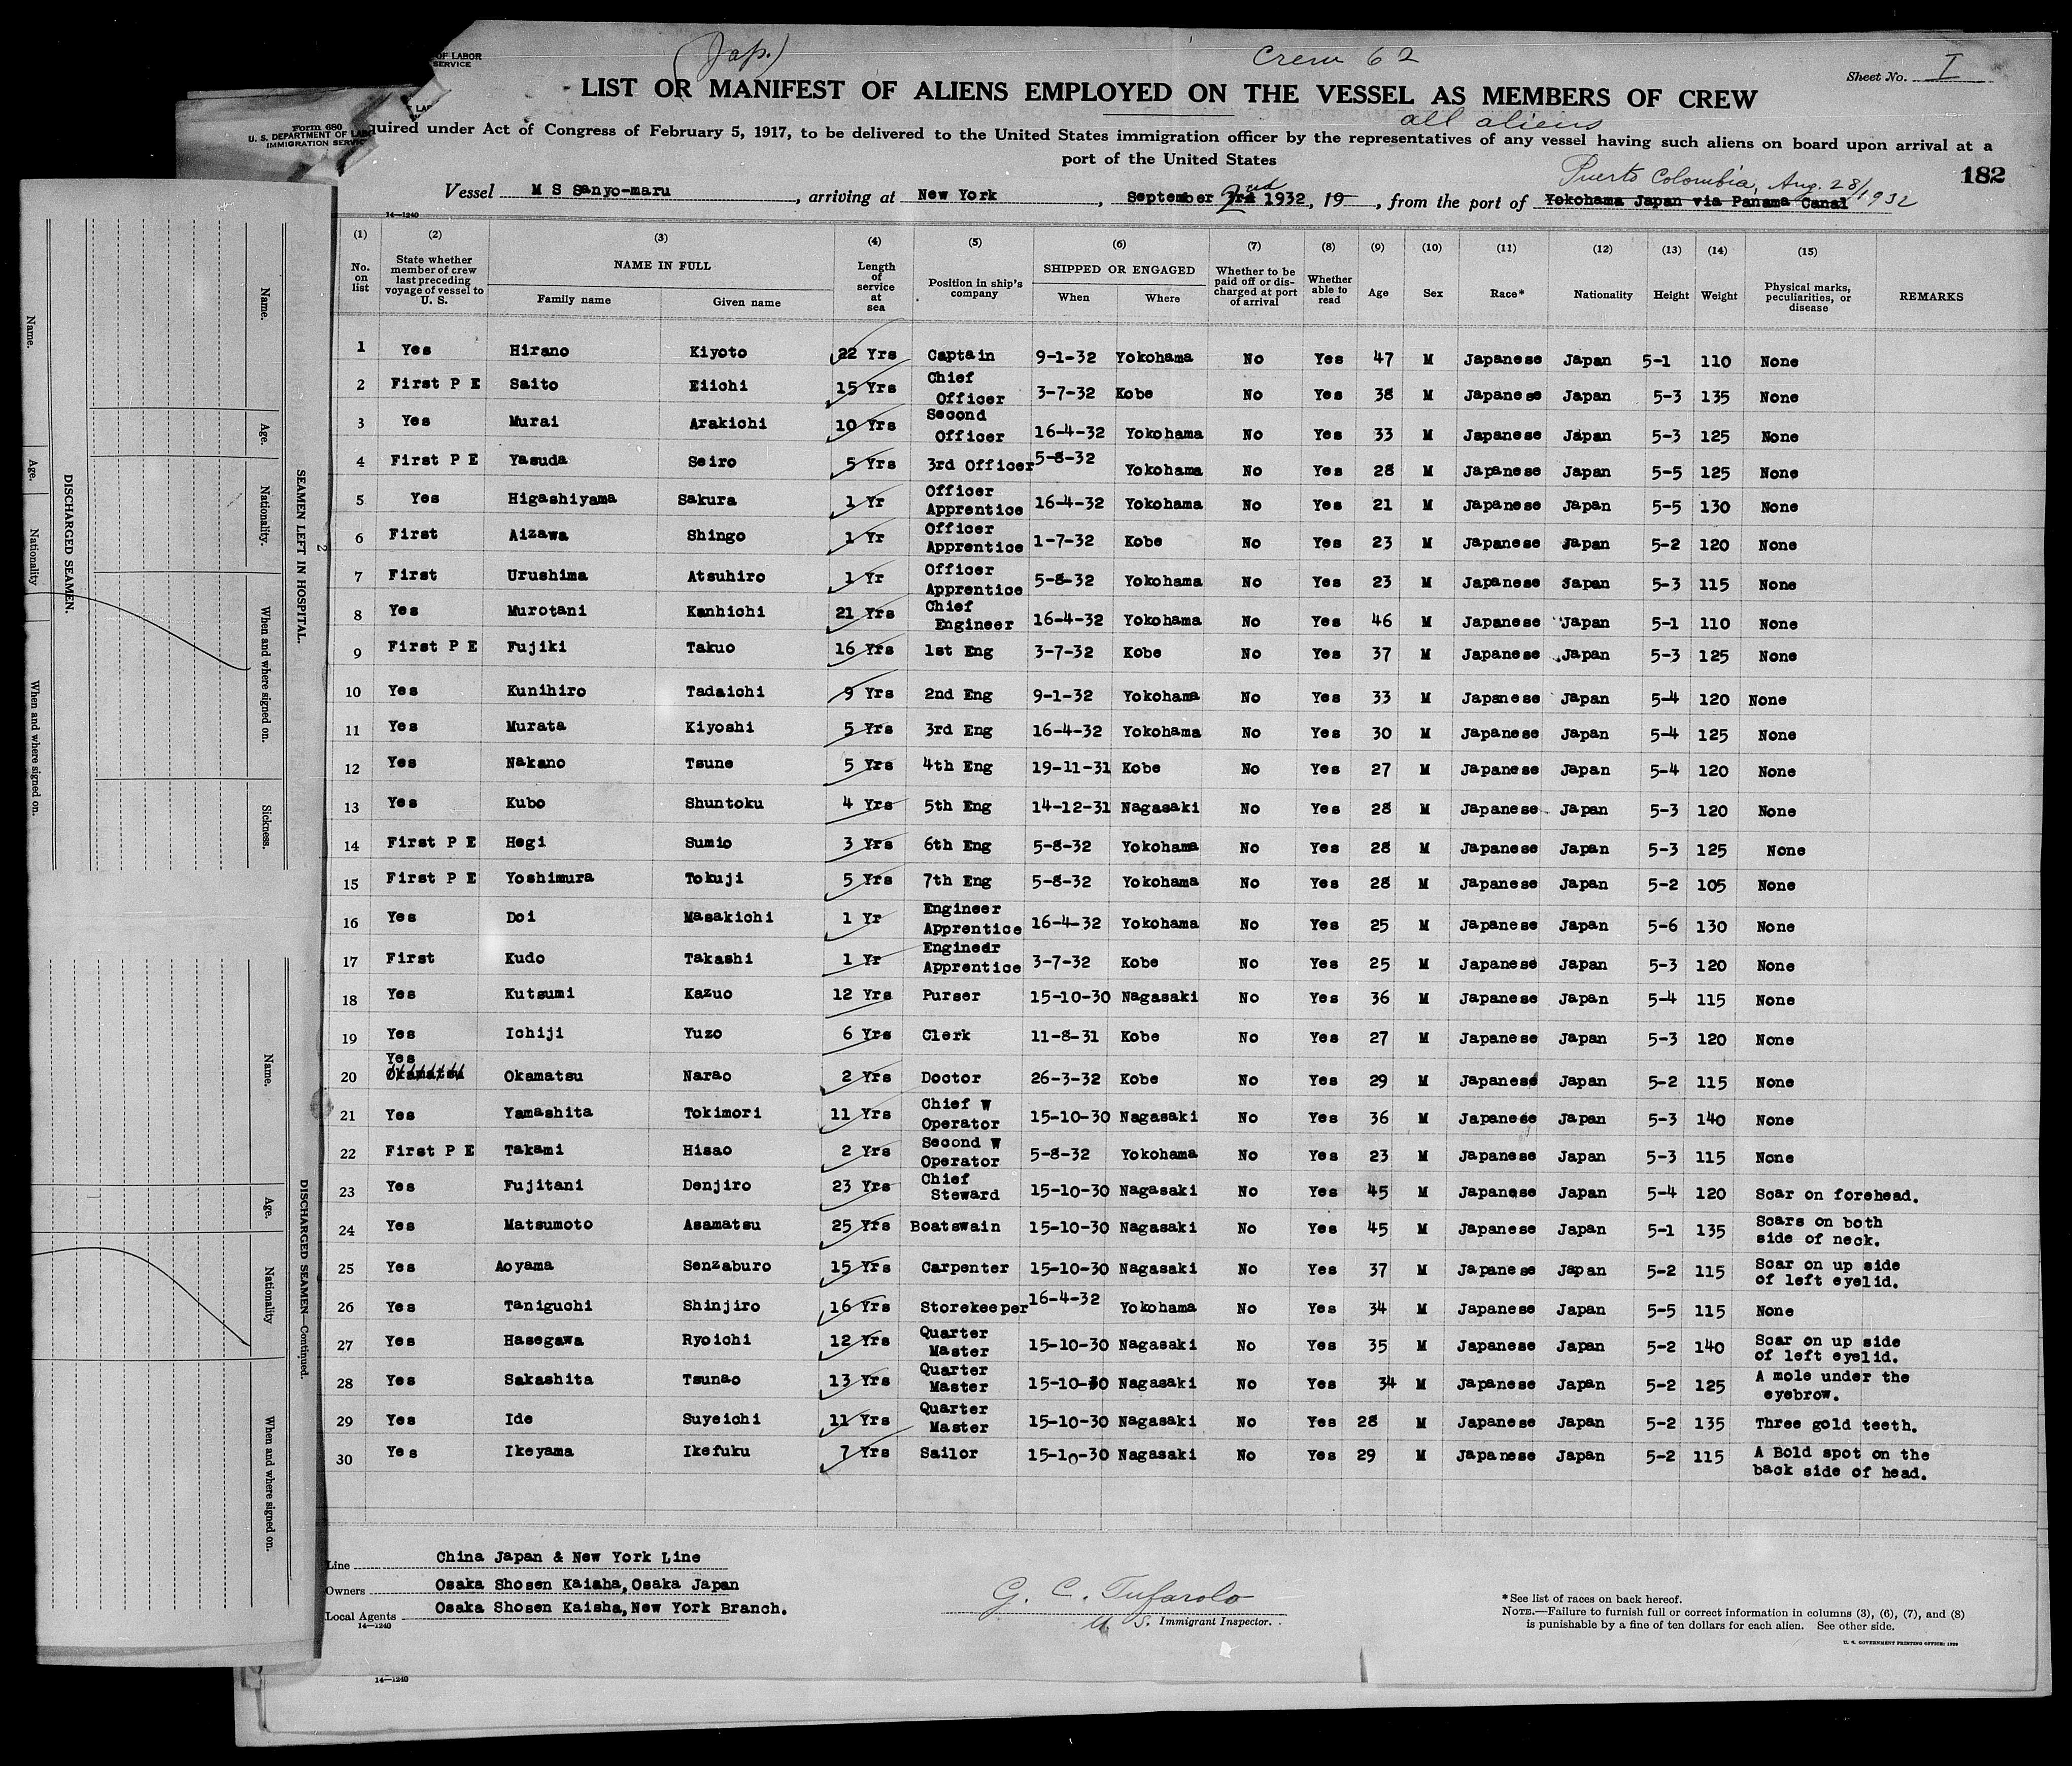 OF LABOR
SERVICE
(Jap.)
Crew 62
Sheet No. I
LIST OR MANIFEST OF ALIENS EMPLOYED ON THE VESSEL AS MEMBERS OF CREW
all aliens
Form 680
U. S. DEPARTMENT OF LABOR
IMMIGRATION SERVICE
quired under Act of Congress of February 5, 1917, to be delivered to the United States immigration officer by the representatives of any vessel having such aliens on board upon arrival at a
port of the United States
182
Puerto Colombia, Aug. 28/1932
Vessel M S Sanyo-maru, arriving at New York, September 3rd 2nd 1932, 19, from the port of Yokohama Japan via Panama Canal
14—1240
(1) (2) (3) (4) (5) (6) (7) (8) (9) (10) (11) (12) (13) (14) (15)
No. on list
State whether member of crew last preceding voyage of vessel to U. S.
NAME IN FULL
Family name Given name
Length of service at sea
Position in ship's company
SHIPPED OR ENGAGED
When Where
Whether to be paid off or discharged at port of arrival
Whether able to read
Age Sex Race* Nationality Height Weight
Physical marks, peculiarities, or disease
REMARKS
1 Yes Hirano Kiyoto 22 Yrs Captain 9-1-32 Yokohama No Yes 47 M Japanese Japan 5-1 110 None
2 First P E Saito Eiichi 15 Yrs Chief Officer 3-7-32 Kobe No Yes 38 M Japanese Japan 5-3 135 None
3 Yes Murai Arakichi 10 Yrs Second Officer 16-4-32 Yokohama No Yes 33 M Japanese Japan 5-3 125 None
4 First P E Yasuda Seiro 5 Yrs 3rd Officer 5-8-32 Yokohama No Yes 28 M Japanese Japan 5-5 125 None
5 Yes Higashiyama Sakura 1 Yr Officer Apprentice 16-4-32 Yokohama No Yes 21 M Japanese Japan 5-5 130 None
6 First Aizawa Shingo 1 Yr Officer Apprentice 1-7-32 Kobe No Yes 23 M Japanese Japan 5-2 120 None
7 First Urushima Atsuhiro 1 Yr Officer Apprentice 5-8-32 Yokohama No Yes 23 M Japanese Japan 5-3 115 None
8 Yes Murotani Kanhichi 21 Yrs Chief Engineer 16-4-32 Yokohama No Yes 46 M Japanese Japan 5-1 110 None
9 First P E Fujiki Takuo 16 Yrs 1st Eng 3-7-32 Kobe No Yes 37 M Japanese Japan 5-3 125 None
10 Yes Kunihiro Tadaichi 9 Yrs 2nd Eng 9-1-32 Yokohama No Yes 33 M Japanese Japan 5-4 120 None
11 Yes Murata Kiyoshi 5 Yrs 3rd Eng 16-4-32 Yokohama No Yes 30 M Japanese Japan 5-4 125 None
12 Yes Nakano Tsune 5 Yrs 4th Eng 19-11-31 Kobe No Yes 27 M Japanese Japan 5-4 120 None
13 Yes Kubo Shuntoku 4 Yrs 5th Eng 14-12-31 Nagasaki No Yes 28 M Japanese Japan 5-3 120 None
14 First P E Hegi Sumio 3 Yrs 6th Eng 5-8-32 Yokohama No Yes 28 M Japanese Japan 5-3 125 None
15 First P E Yoshimura Tokuji 5 Yrs 7th Eng 5-8-32 Yokohama No Yes 28 M Japanese Japan 5-2 105 None
16 Yes Doi Masakichi 1 Yr Engineer Apprentice 16-4-32 Yokohama No Yes 25 M Japanese Japan 5-6 130 None
17 First Kudo Takashi 1 Yr Engineer Apprentice 3-7-32 Kobe No Yes 25 M Japanese Japan 5-3 120 None
18 Yes Kutsumi Kazuo 12 Yrs Purser 15-10-30 Nagasaki No Yes 36 M Japanese Japan 5-4 115 None
19 Yes Ichiji Yuzo 6 Yrs Clerk 11-8-31 Kobe No Yes 27 M Japanese Japan 5-3 120 None
20 Yes Okamatsu Okamatsu Narao 2 Yrs Doctor 26-3-32 Kobe No Yes 29 M Japanese Japan 5-2 115 None
21 Yes Yamashita Tokimori 11 Yrs Chief W Operator 15-10-30 Nagasaki No Yes 36 M Japanese Japan 5-3 140 None
22 First P E Takami Hisao 2 Yrs Second W Operator 5-8-32 Yokohama No Yes 23 M Japanese Japan 5-3 115 None
23 Yes Fujitani Denjiro 23 Yrs Chief Steward 15-10-30 Nagasaki No Yes 45 M Japanese Japan 5-4 120 Scar on forehead.
24 Yes Matsumoto Asamatsu 25 Yrs Boatswain 15-10-30 Nagasaki No Yes 45 M Japanese Japan 5-1 135 Scars on both side of neck.
25 Yes Aoyama Senzaburo 15 Yrs Carpenter 15-10-30 Nagasaki No Yes 37 M Japanese Japan 5-2 115 Scar on up side of left eyelid.
26 Yes Taniguchi Shinjiro 16 Yrs Storekeeper 16-4-32 Yokohama No Yes 34 M Japanese Japan 5-5 115 None
27 Yes Hasegawa Ryoichi 12 Yrs Quarter Master 15-10-30 Nagasaki No Yes 35 M Japanese Japan 5-2 140 Scar on up side of left eyelid.
28 Yes Sakashita Tsunao 13 Yrs Quarter Master 15-10-30 Nagasaki No Yes 34 M Japanese Japan 5-2 125 A mole under the eyebrow.
29 Yes Ide Suyeichi 11 Yrs Quarter Master 15-10-30 Nagasaki No Yes 28 M Japanese Japan 5-2 135 Three gold teeth.
30 Yes Ikeyama Ikefuku 7 Yrs Sailor 15-10-30 Nagasaki No Yes 29 M Japanese Japan 5-2 115 A Bold spot on the back side of head.
Line China Japan & New York Line
Owners Osaka Shosen Kaisha, Osaka Japan
Local Agents Osaka Shosen Kaisha, New York Branch.
14—1240
G. C. Tufarolo
U. S. Immigrant Inspector.
*See list of races on back hereof.
NOTE.—Failure to furnish full or correct information in columns (3), (6), (7), and (8)
is punishable by a fine of ten dollars for each alien. See other side.
U. S. GOVERNMENT PRINTING OFFICE: 1930
14—1240
SEAMEN LEFT IN HOSPITAL.
Name. Age. Nationality. When and where signed on. Sickness.
2
DISCHARGED SEAMEN.
Name. Age. Nationality When and where signed on.
DISCHARGED SEAMEN—Continued.
Name. Age. Nationality When and where signed on.